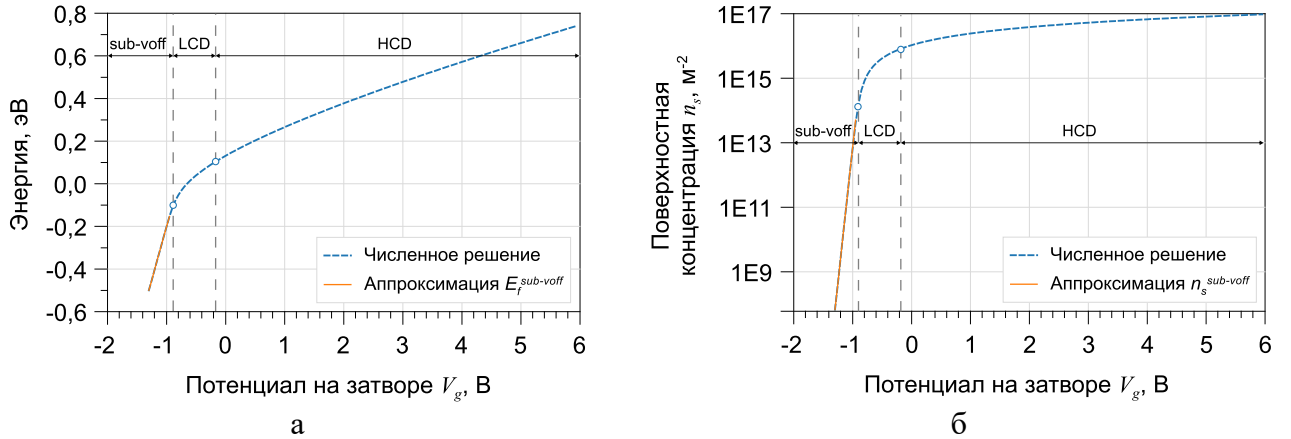 0,8
0,6
0,4
0,2
0,0
-0,2
-0,4
-0,6
Энергия, эВ
sub-voff LCD HCD
Численное решение
Аппроксимация E_f^sub-voff
-2 -1 0 1 2 3 4 5 6
Потенциал на затворе V_g, В
а
1E17
1E15
1E13
1E11
1E9
Поверхностная
концентрация n_s, м^-2
sub-voff LCD HCD
Численное решение
Аппроксимация n_s^sub-voff
-2 -1 0 1 2 3 4 5 6
Потенциал на затворе V_g, В
б